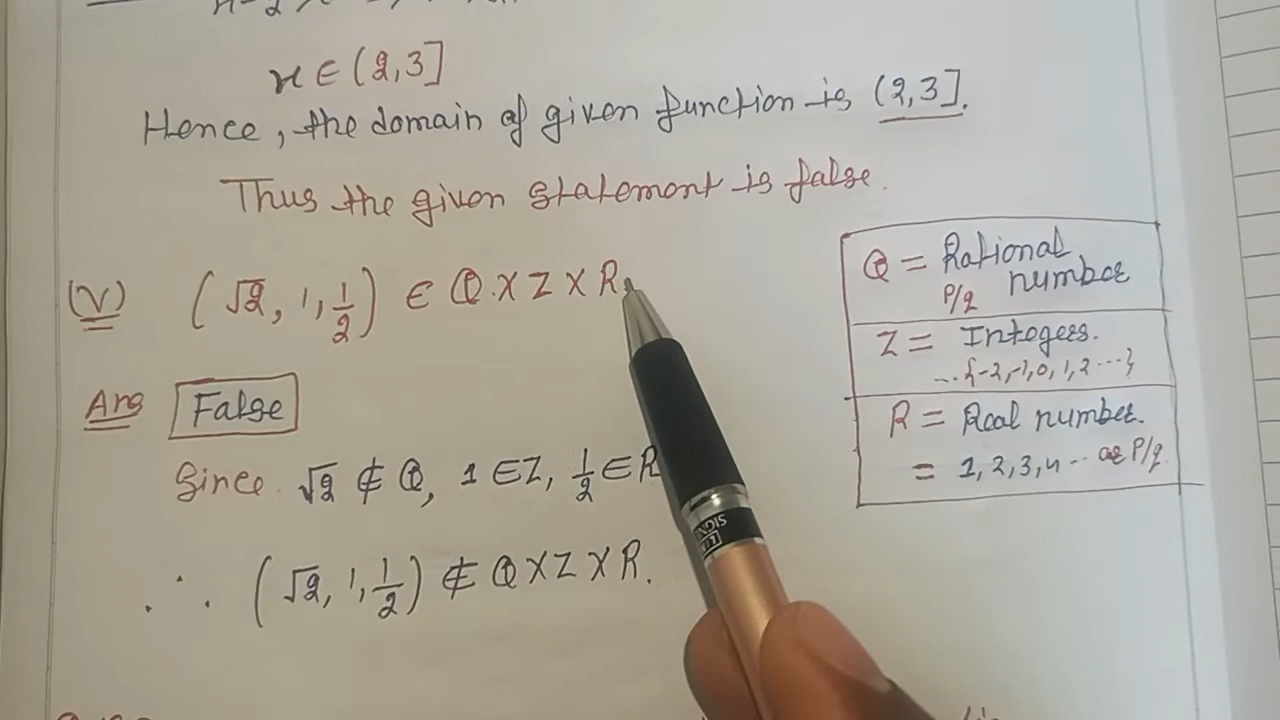 x ∈ (2,3]
Hence, the domain of given function is (2,3].
Thus the given statement is false.
(V) (√2, 1, 1/2) ∈ Q × Z × R
Ans False
Since √2 ∉ Q, 1 ∈ Z, 1/2 ∈ R
∴ (√2, 1, 1/2) ∉ Q × Z × R.
Q = Rational number
P/q
Z = Integers.
...{-2,-1,0,1,2...}
R = Real number.
= 1, 2, 3, 4 ... as P/q.